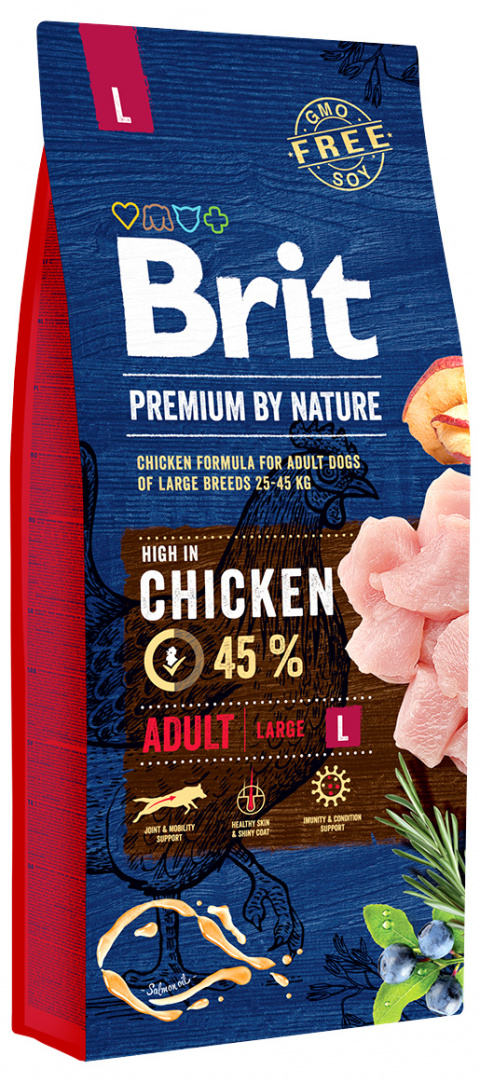 L
GMO
FREE
SOY
Brit
PREMIUM BY NATURE
CHICKEN FORMULA FOR ADULT DOGS
OF LARGE BREEDS 25-45 KG
HIGH IN
CHICKEN
45 %
ADULT | LARGE L
JOINT & MOBILITY
SUPPORT
HEALTHY SKIN
& SHINY COAT
IMUNITY & CONDITION
SUPPORT
Salmon oil